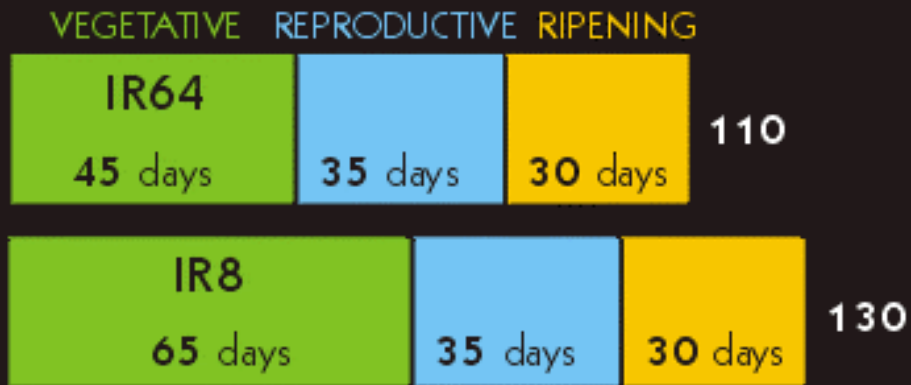 VEGETATIVE REPRODUCTIVE RIPENING
IR64
110
45 days 35 days 30 days
IR8
130
65 days 35 days 30 days